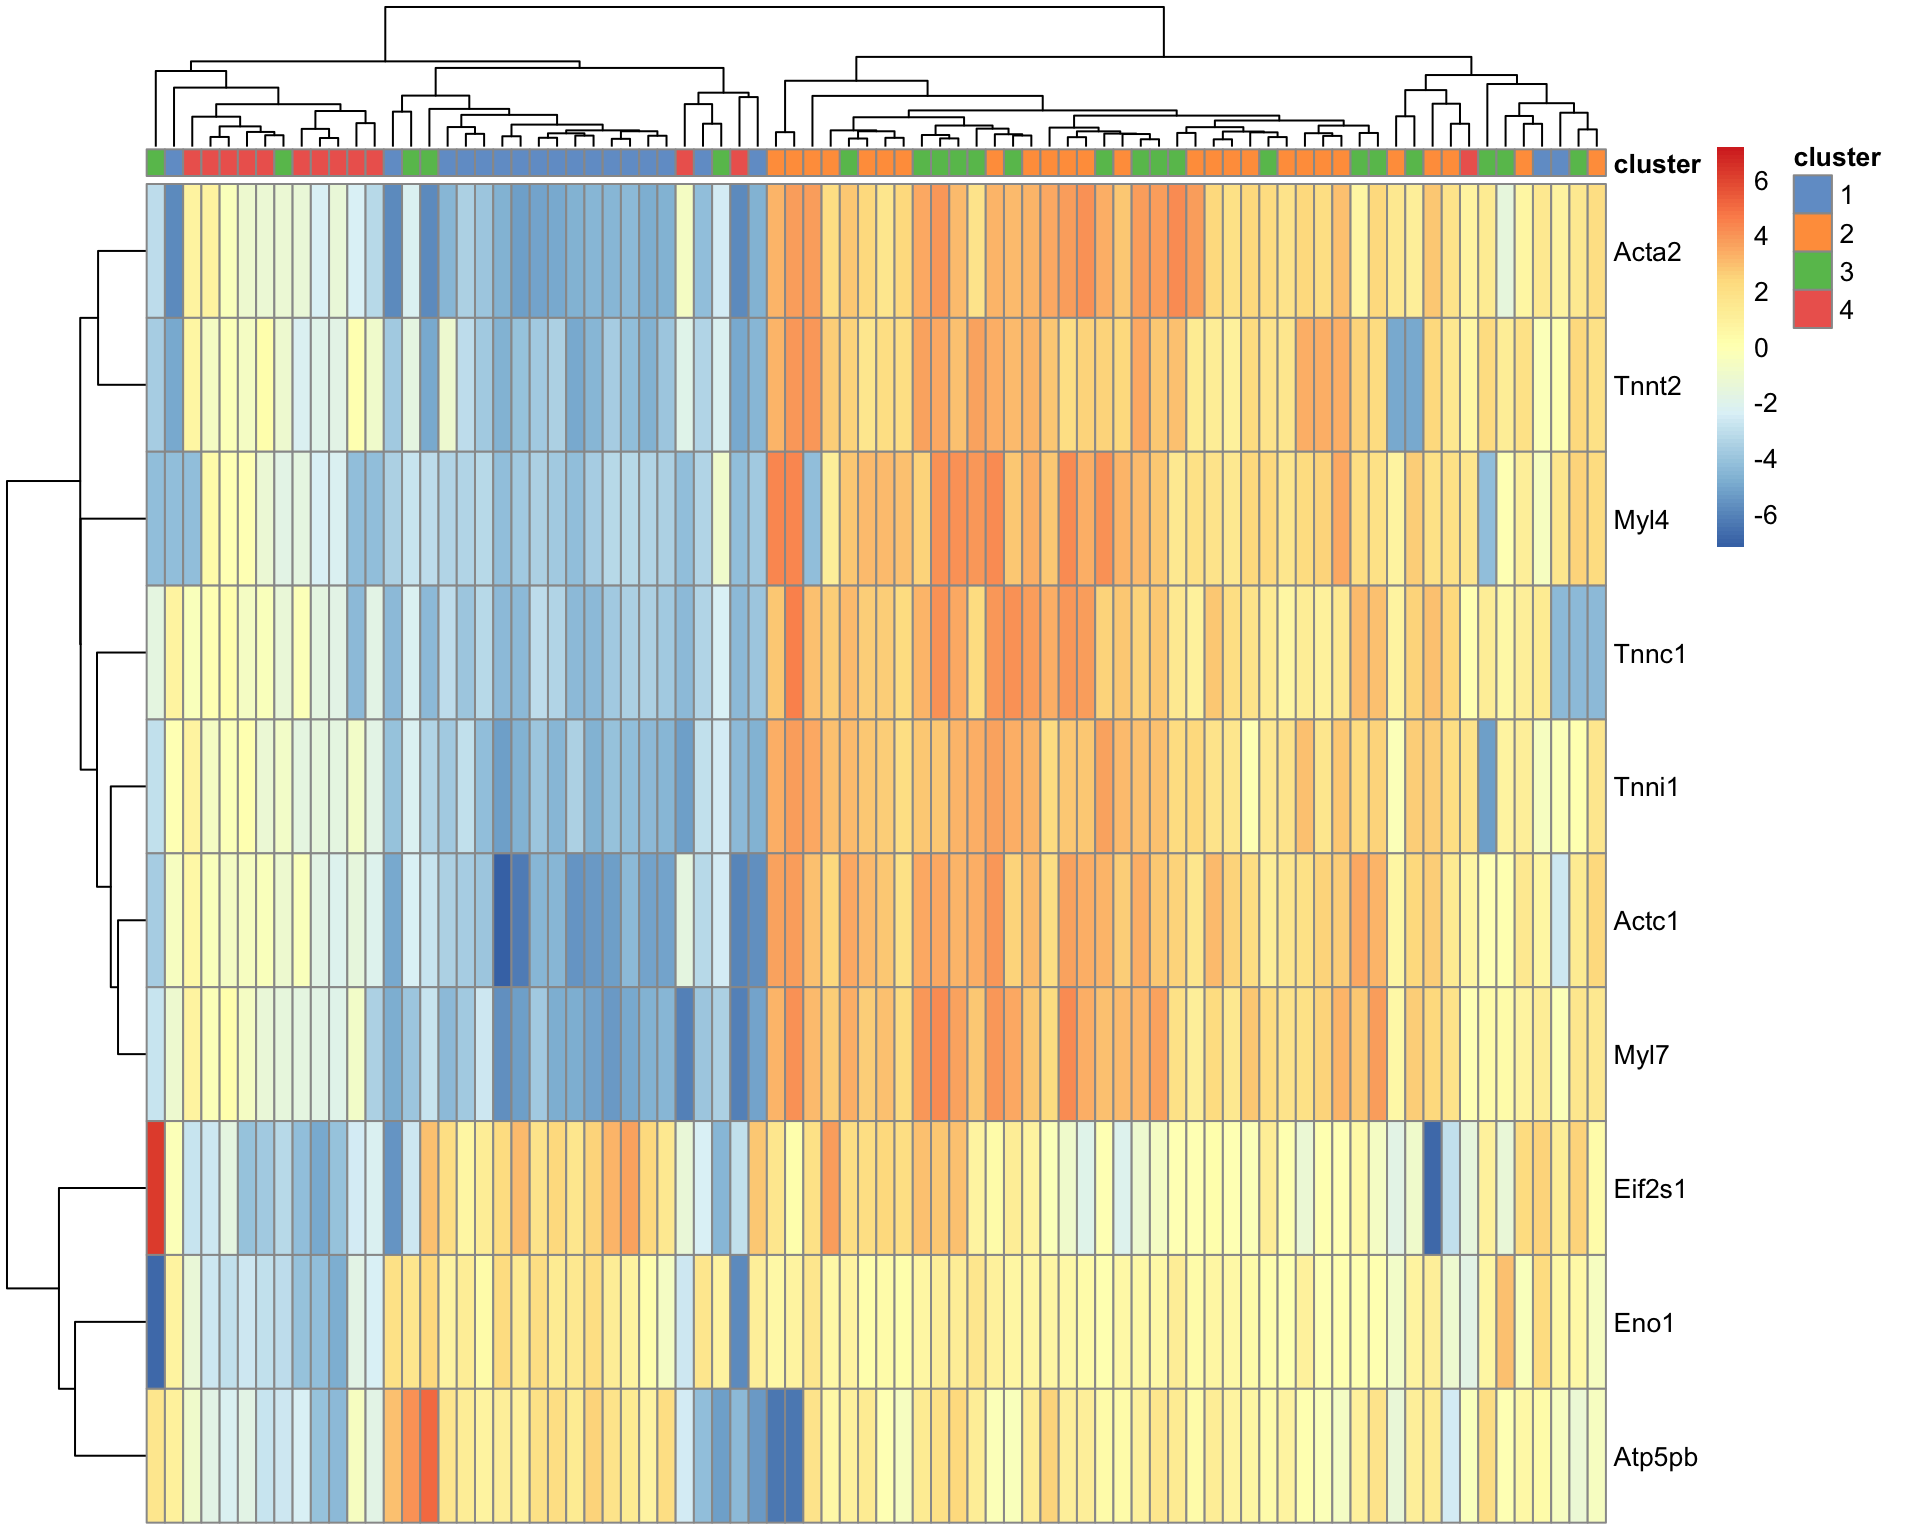 cluster
Acta2
Tnnt2
Myl4
Tnnc1
Tnni1
Actc1
Myl7
Eif2s1
Eno1
Atp5pb
6
4
2
0
-2
-4
-6
cluster
1
2
3
4